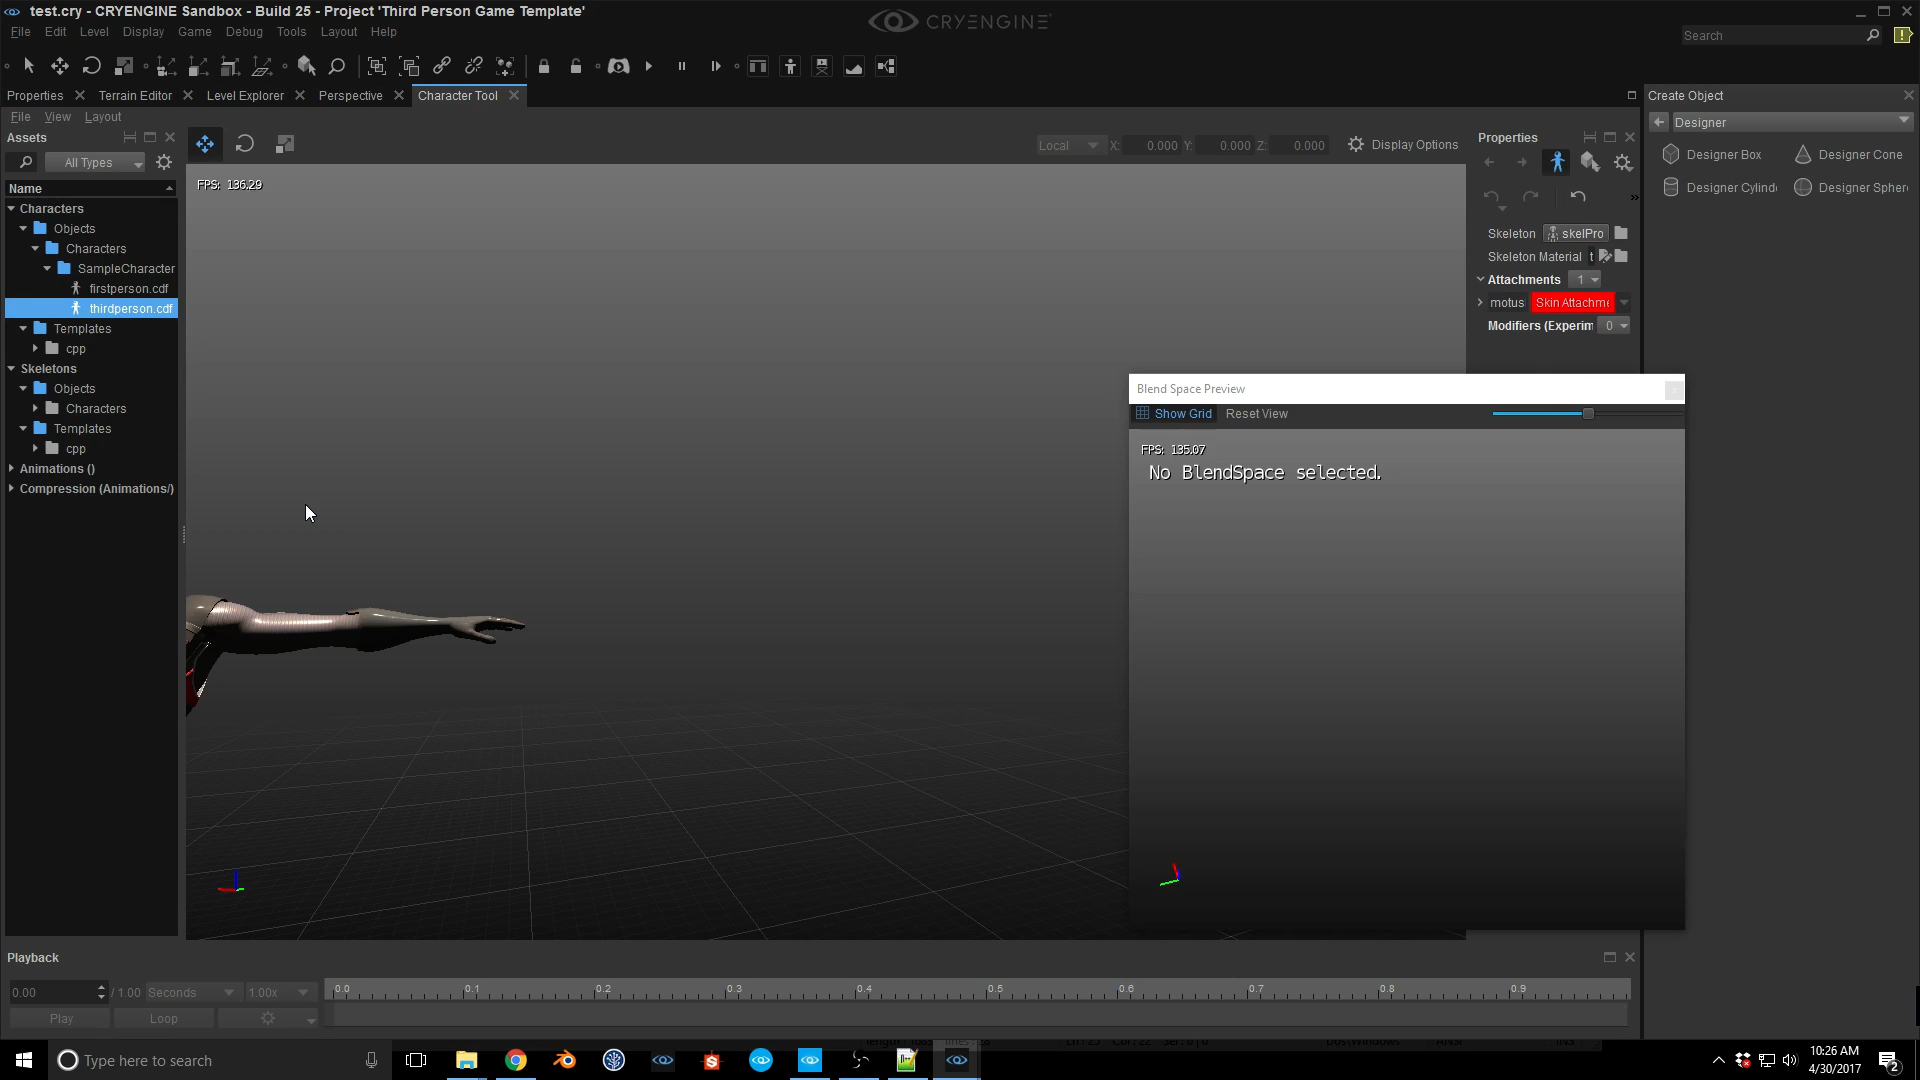 test.cry - CRYENGINE Sandbox - Build 25 - Project 'Third Person Game Template'
CRYENGINE
File Edit Level Display Game Debug Tools Layout Help
Search
Properties Terrain Editor Level Explorer Perspective Character Tool
Create Object
File View Layout
Designer
Assets
Local X: 0.000 Y: 0.000 Z: 0.000 Display Options
Properties
All Types
Designer Box Designer Cone
Name
FPS: 136.29
Designer Cylind Designer Spher
Characters
Objects
Skeleton skelPro
Characters
Skeleton Material t
SampleCharacter
Attachments 1
firstperson.cdf
thirdperson.cdf
motus Skin Attachme
Templates
Modifiers (Experim 0
cpp
Skeletons
Objects
Blend Space Preview
Characters
Show Grid Reset View
Templates
cpp
FPS: 135.07
Animations ()
No BlendSpace selected.
Compression (Animations/)
Playback
0.00 / 1.00 Seconds 1.00x
0.0 0.1 0.2 0.3 0.4 0.5 0.6 0.7 0.8 0.9
Play Loop
Type here to search
10:26 AM
4/30/2017
2